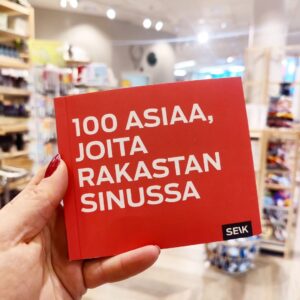 100 ASIAA,
JOITA
RAKASTAN
SINUSSA
SEIK